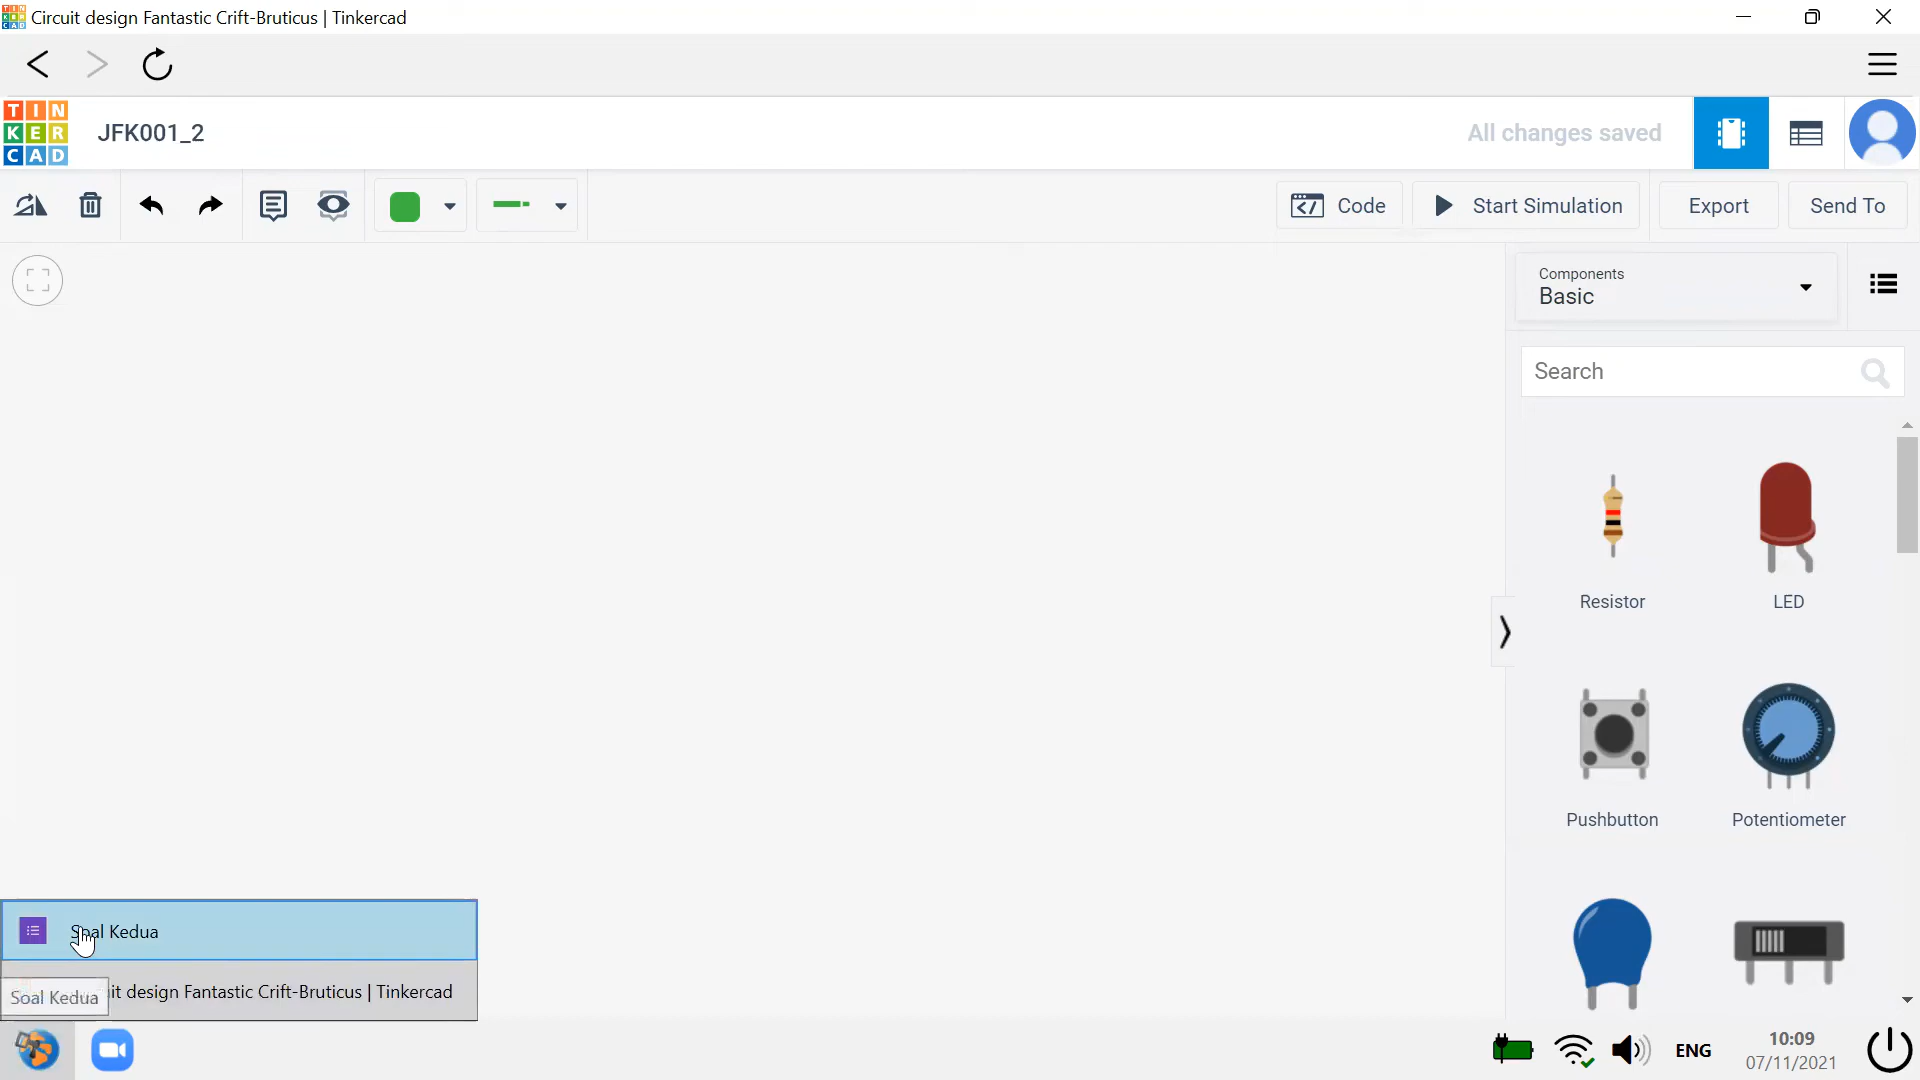 Circuit design Fantastic Crift-Bruticus | Tinkercad
TIN
KER
CAD
JFK001_2
All changes saved
Code
Start Simulation
Export
Send To
Components
Basic
Search
Resistor
LED
Pushbutton
Potentiometer
Soal Kedua
it design Fantastic Crift-Bruticus | Tinkercad
Soal Kedua
ENG
10:09
07/11/2021